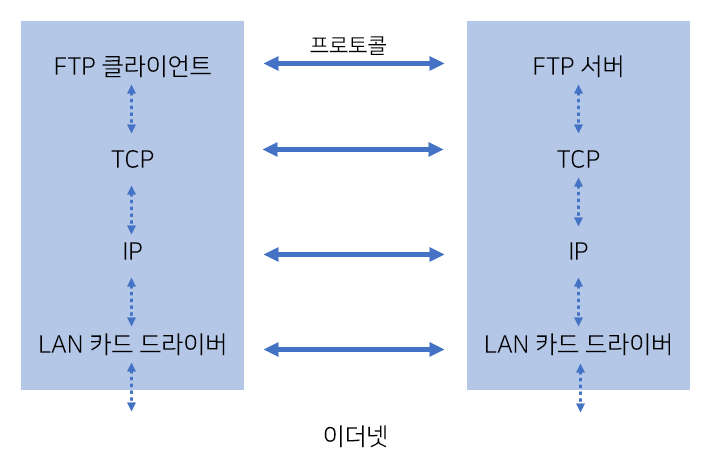 프로토콜
FTP 클라이언트
FTP 서버
TCP
TCP
IP
IP
LAN 카드 드라이버
LAN 카드 드라이버
이더넷